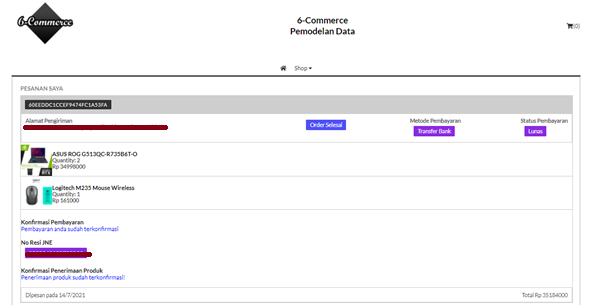 6-Commerce
6-Commerce
Pemodelan Data
(0)
Shop
PESANAN SAYA
60EEDDC1CCEF9474FC1A53FA
Alamat Pengiriman
Order Selesai
Metode Pembayaran
Transfer Bank
Status Pembayaran
Lunas
ASUS ROG G513QC-R735B6T-O
Quantity: 2
Rp 34998000
Logitech M235 Mouse Wireless
Quantity: 1
Rp 161000
Konfirmasi Pembayaran
Pembayaran anda sudah terkonfirmasi
No Resi JNE
Konfirmasi Penerimaan Produk
Penerimaan produk sudah terkonfirmasi!
Dipesan pada 14/7/2021
Total Rp 35184000